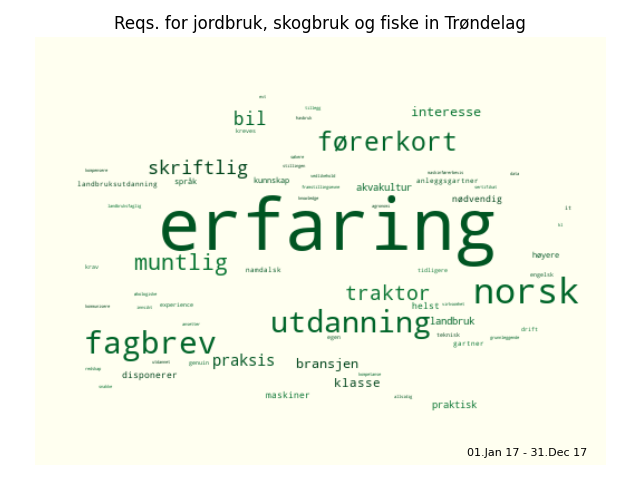 Reqs. for jordbruk, skogbruk og fiske in Trøndelag
bil
kreves
interesse
førerkort
skriftlig
landbruksutdanning
språk
kunnskap
akvakultur
anleggsgartner
nødvendig
erfaring
høyere
muntlig
krav
namdalsk
tidligere
engelsk
traktor
norsk
helst
experience
utdanning
landbruk
drift
teknisk
gartner
fagbrev
praksis
genuin
disponerer
bransjen
klasse
maskiner
praktisk
01.Jan 17 - 31.Dec 17